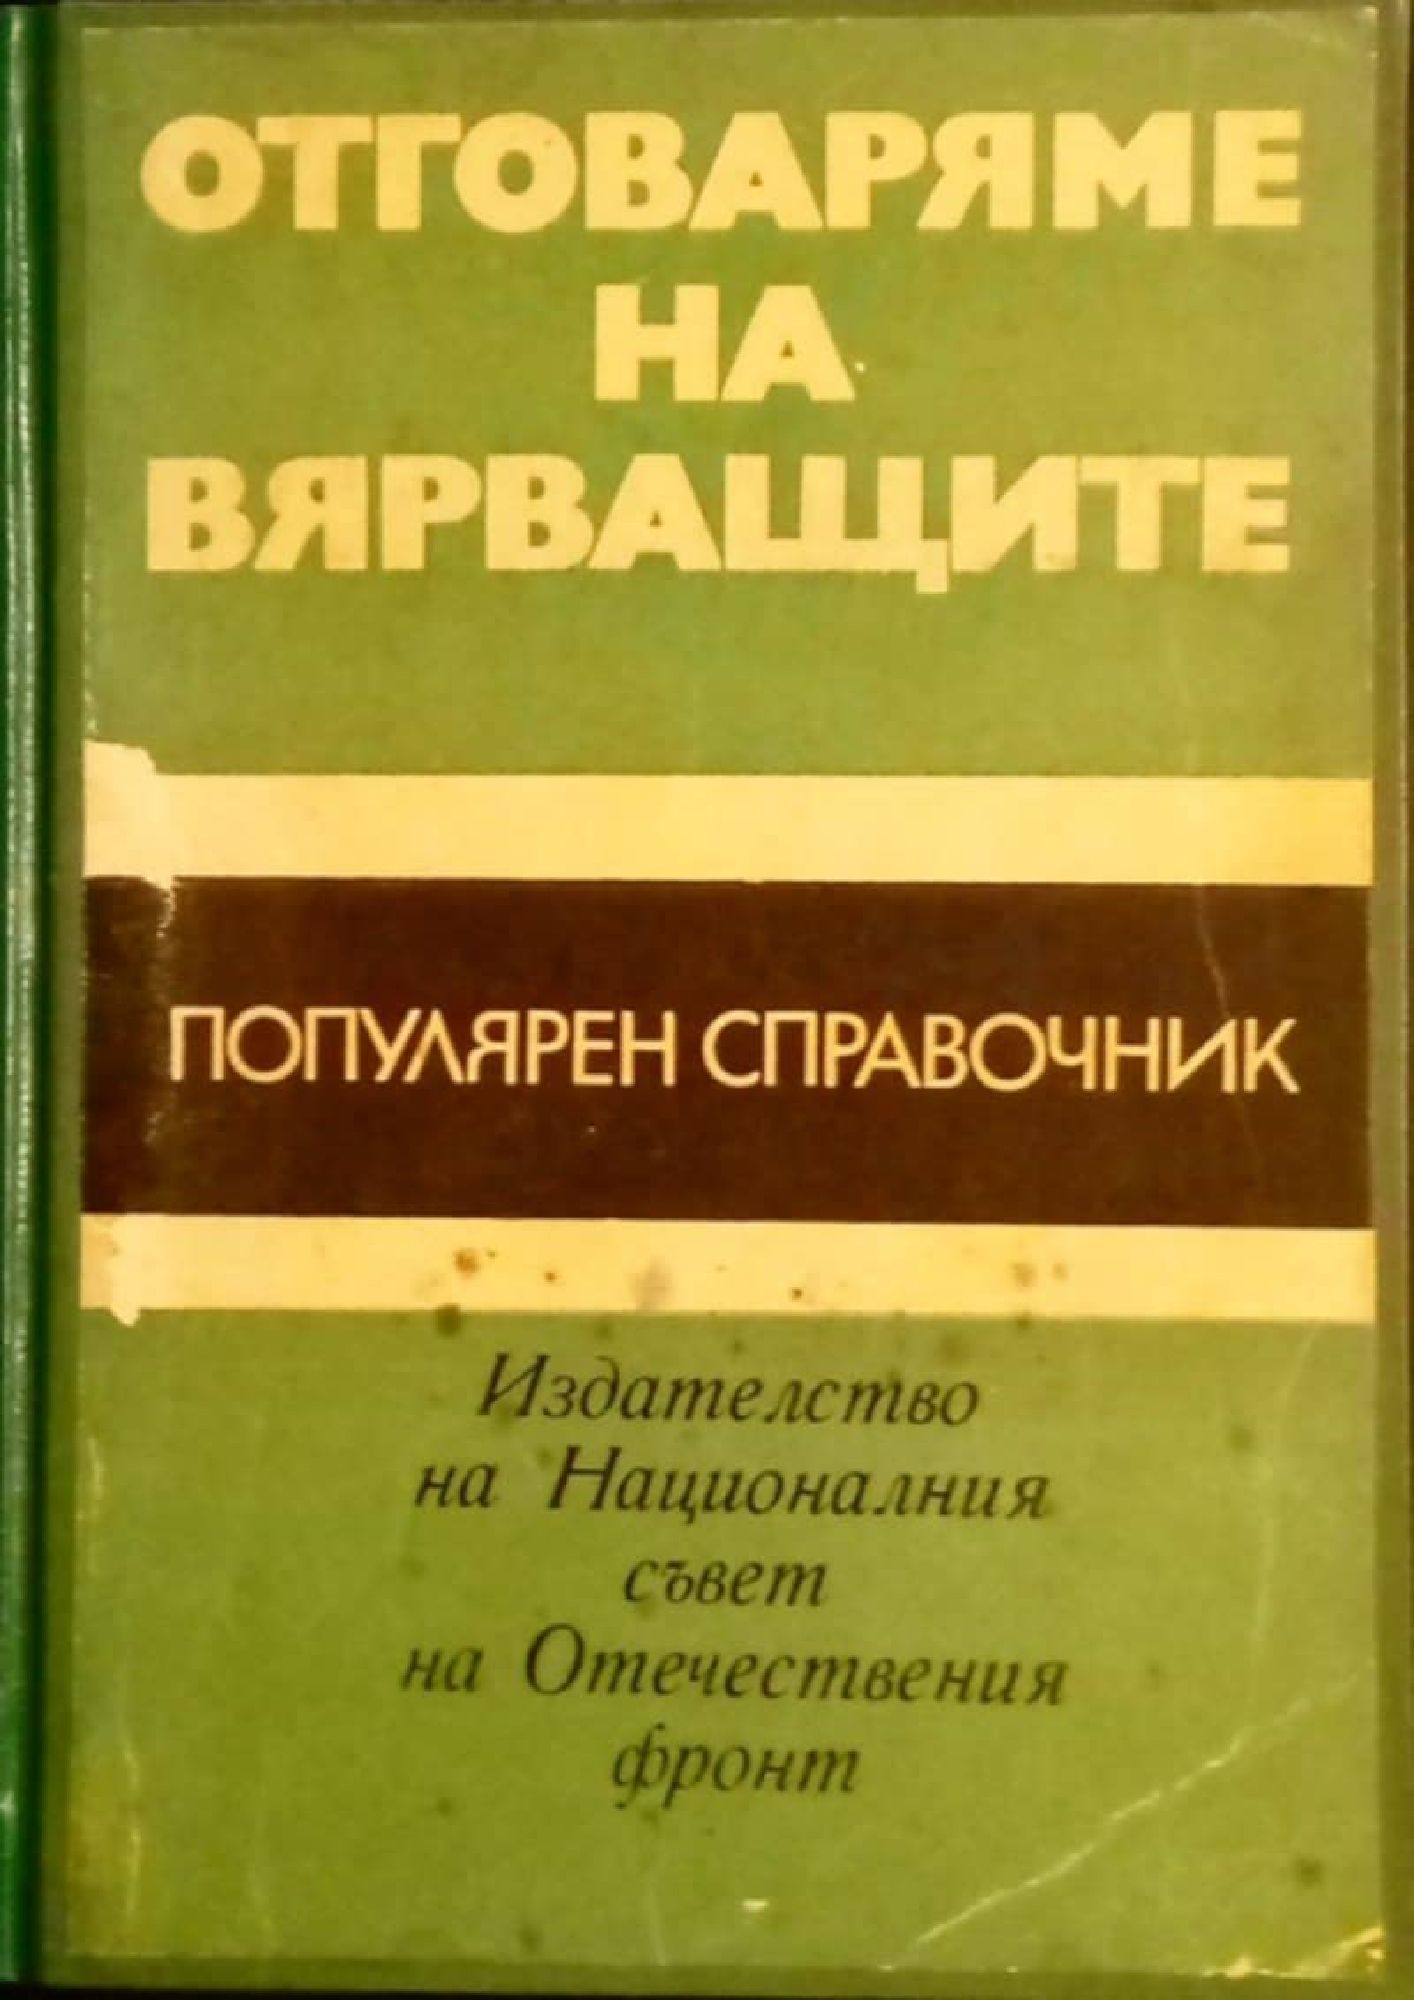 ОТГОВАРЯМЕ
НА
ВЯРВАЩИТЕ
ПОПУЛЯРЕН СПРАВОЧНИК
Издателство
на Националния
съвет
на Отечествения
фронт